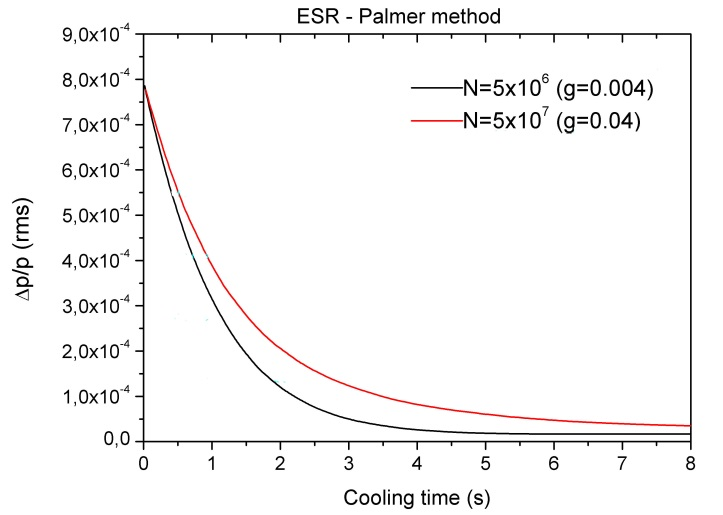 ESR - Palmer method
9,0x10⁻⁴
8,0x10⁻⁴
7,0x10⁻⁴
6,0x10⁻⁴
5,0x10⁻⁴
4,0x10⁻⁴
3,0x10⁻⁴
2,0x10⁻⁴
1,0x10⁻⁴
0,0
Δp/p (rms)
N=5x10⁶ (g=0.004)
N=5x10⁷ (g=0.04)
0 1 2 3 4 5 6 7 8
Cooling time (s)